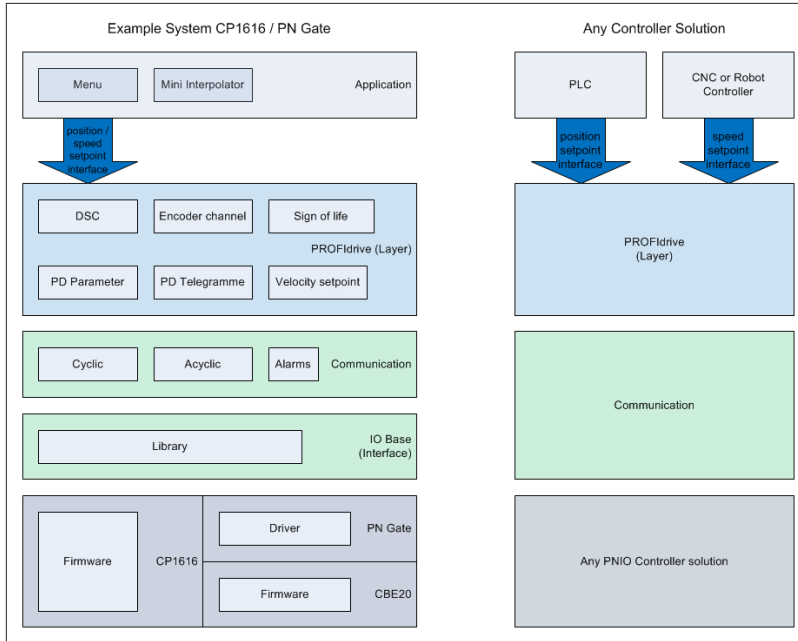 Example System CP1616 / PN Gate
Any Controller Solution
Menu
Mini Interpolator
Application
PLC
CNC or Robot
Controller
position /
speed
setpoint
interface
position
setpoint
interface
speed
setpoint
interface
DSC
Encoder channel
Sign of life
PROFIdrive (Layer)
PD Parameter
PD Telegramme
Velocity setpoint
PROFIdrive
(Layer)
Cyclic
Acyclic
Alarms
Communication
Communication
Library
IO Base
(Interface)
Firmware
CP1616
Driver
PN Gate
Firmware
CBE20
Any PNIO Controller solution